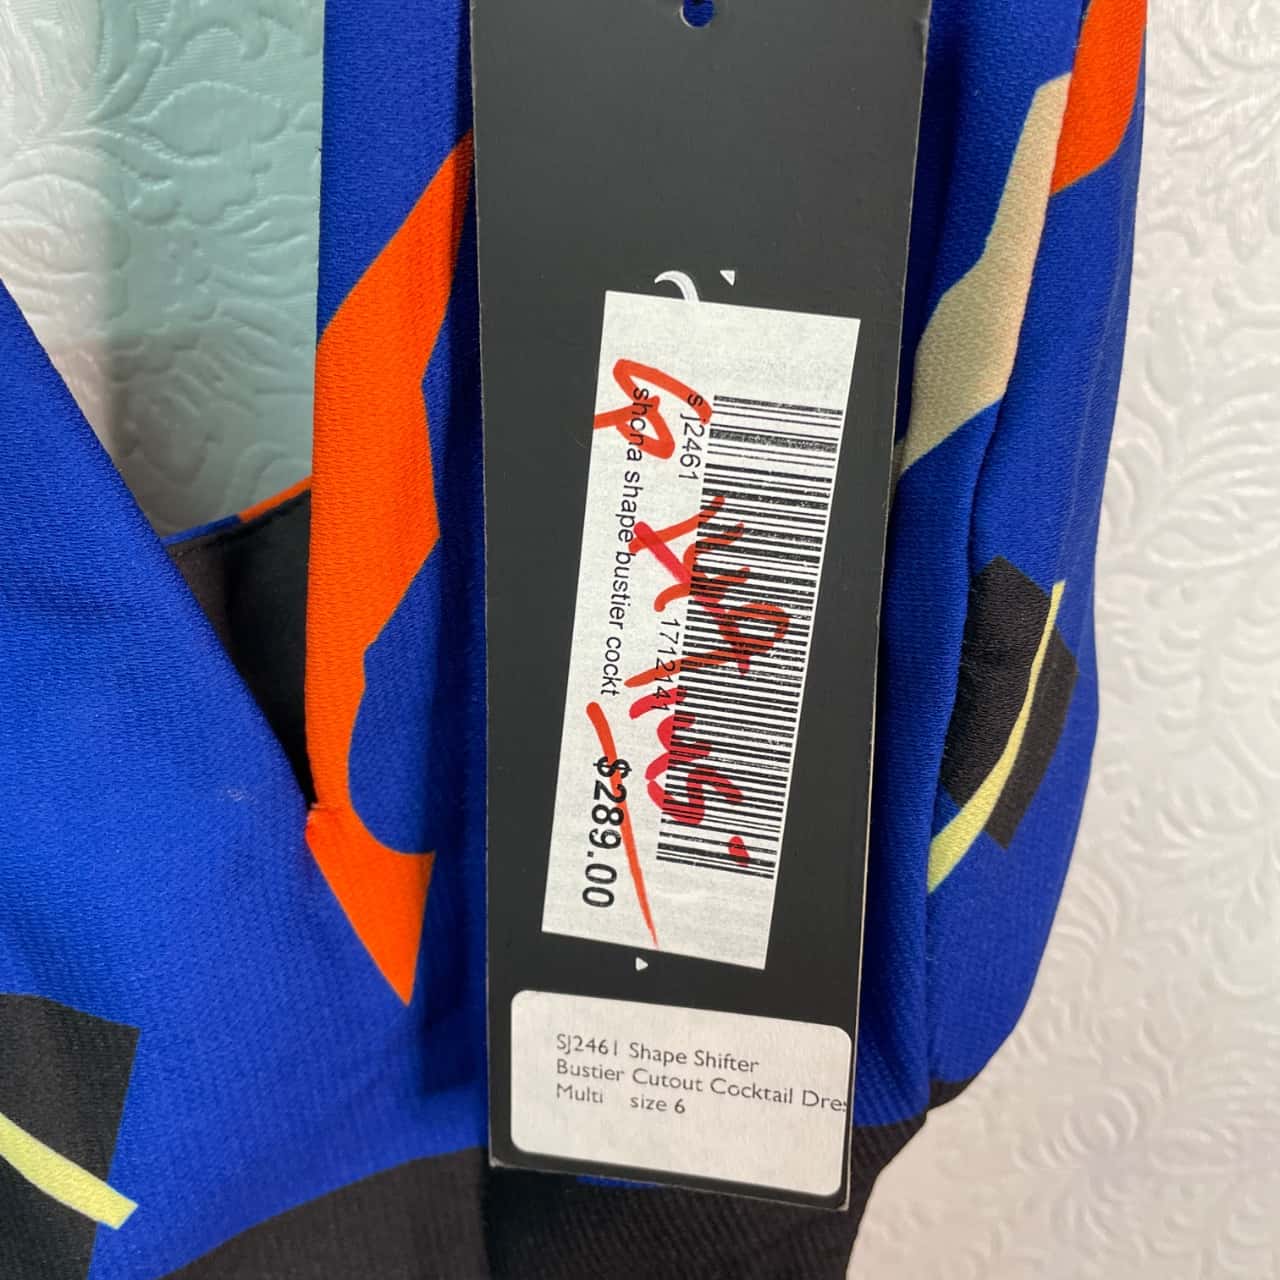 sj2461
1712141
shona shape bustier cockt
$289.00
SJ2461 Shape Shifter
Bustier Cutout Cocktail Dres
Multi size 6